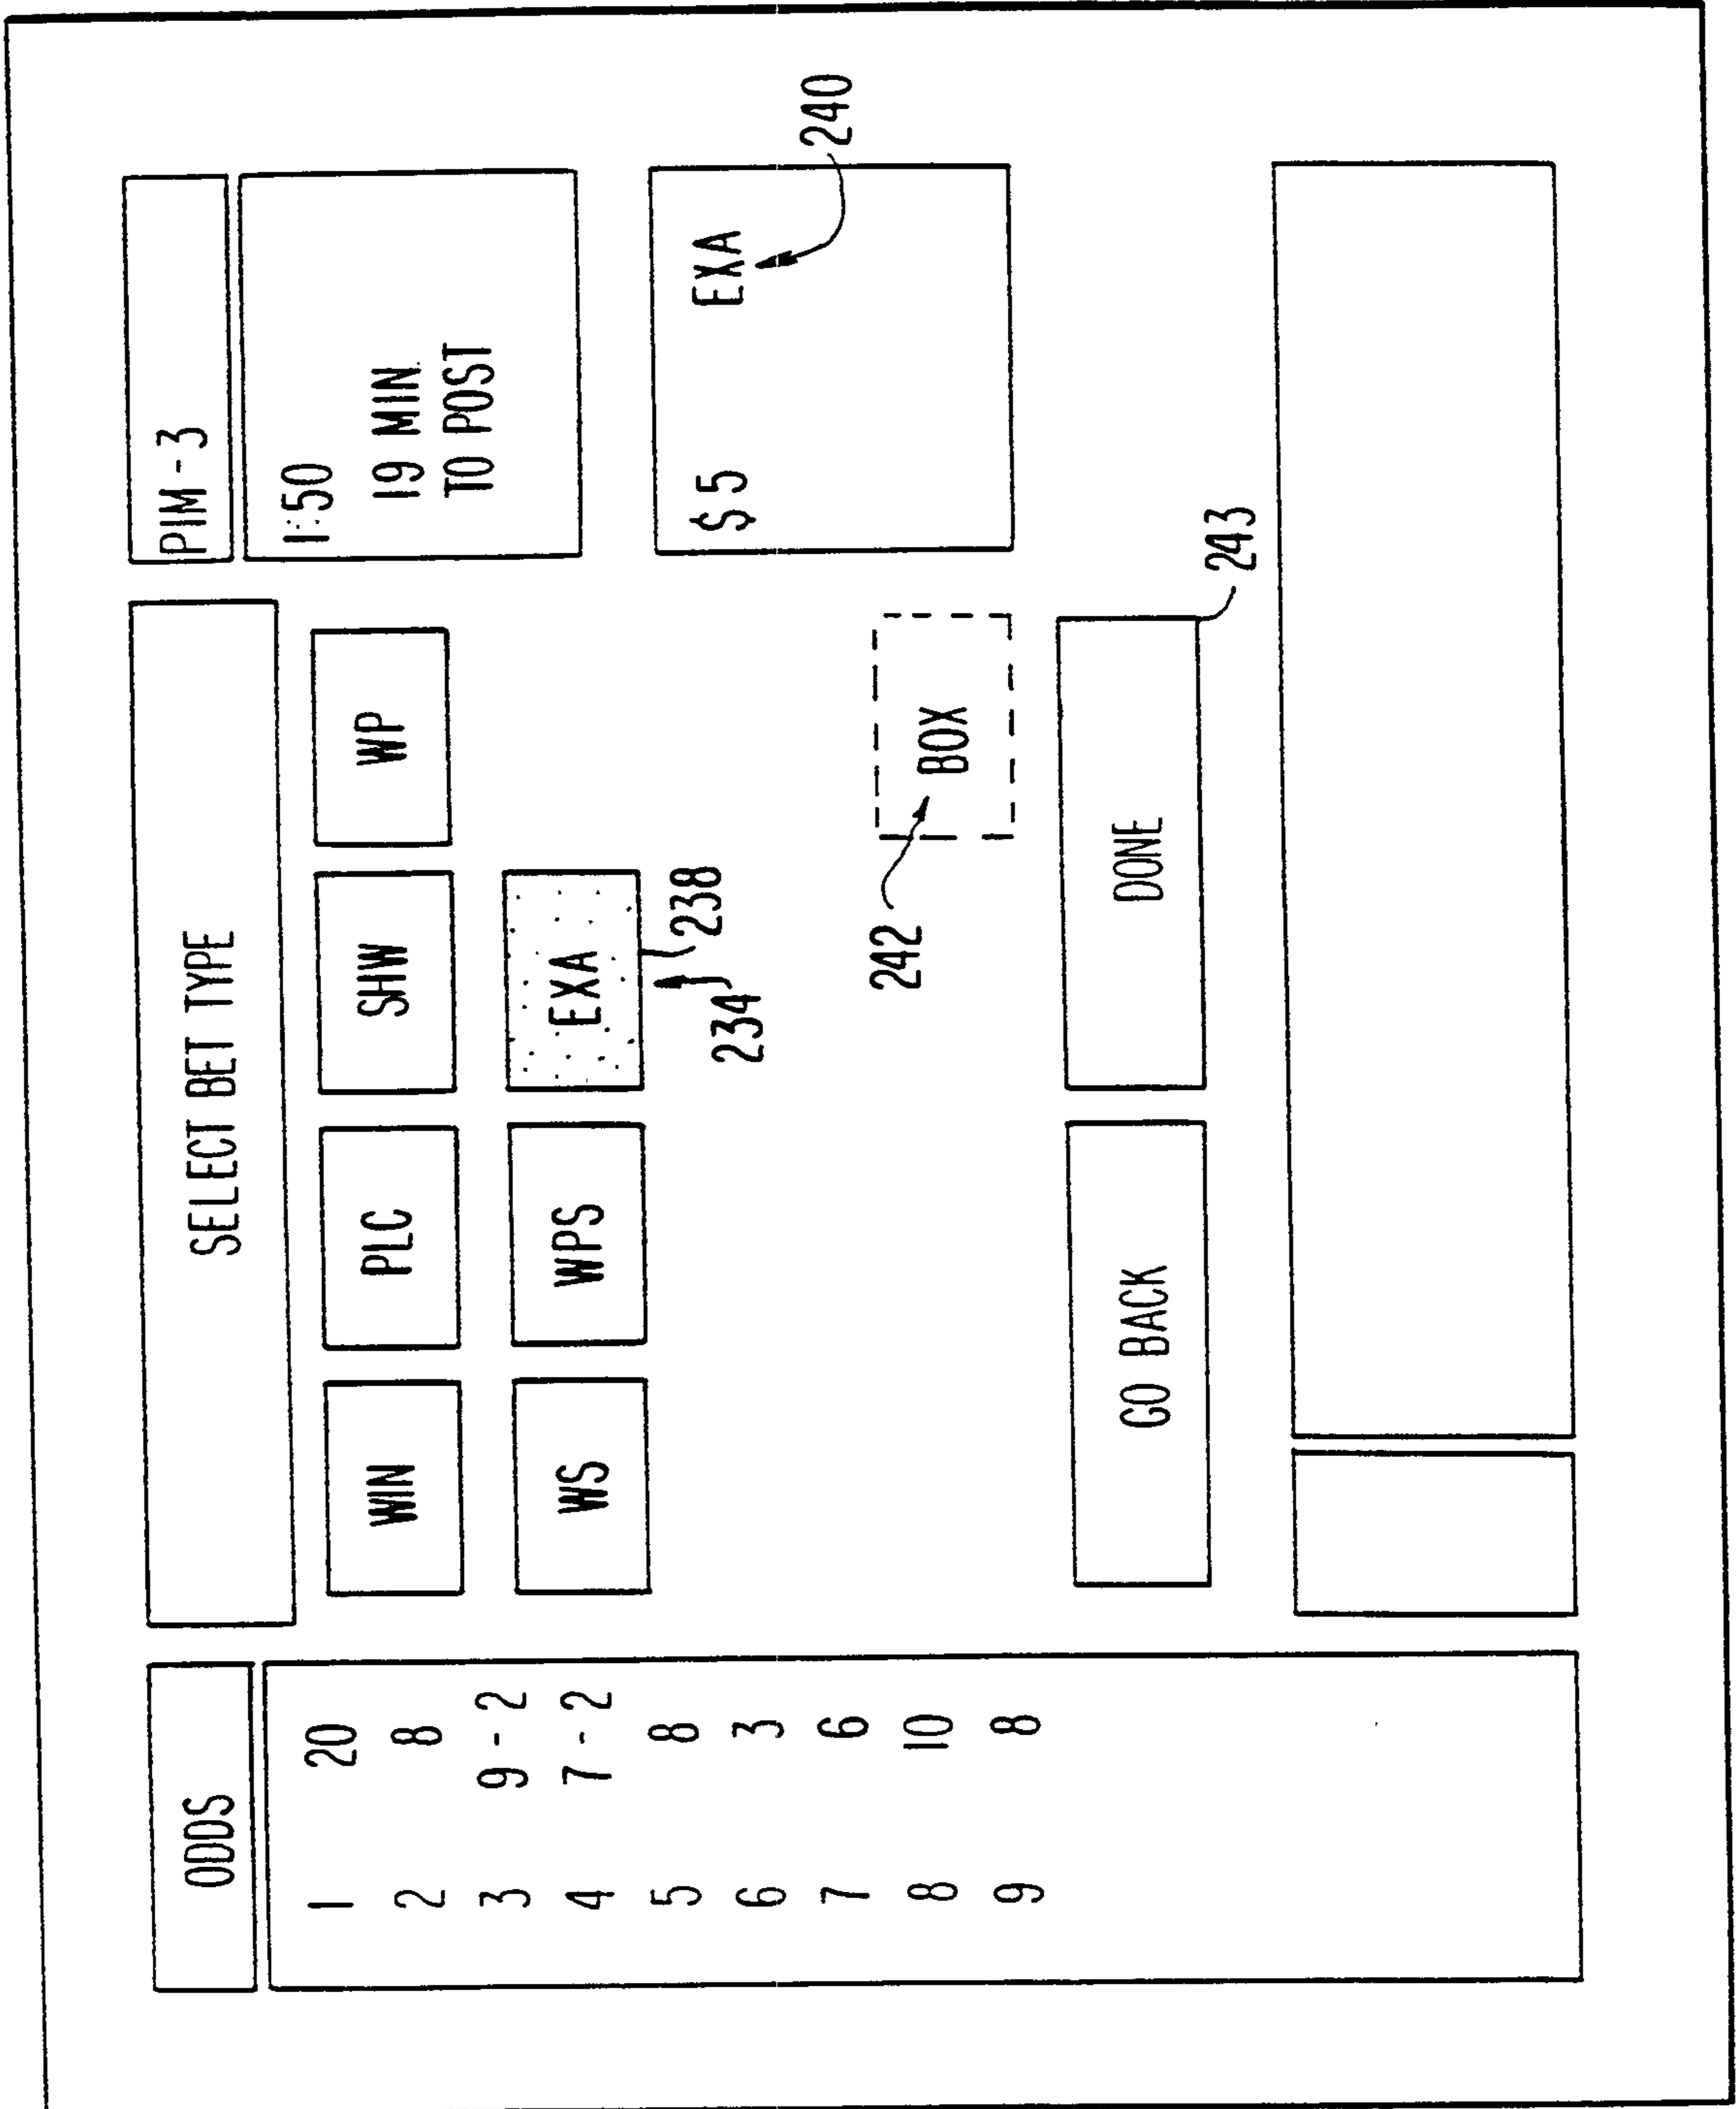 ODDS
1 20
2 8
3 9 - 2
4 7 - 2
5 8
6 3
7 6
8 10
9 8
SELECT BET TYPE
WIN PLC SHW WP
WS WPS EXA
234 238
242
BOX
GO BACK DONE
243
PIM - 3
1:50
19 MIN.
TO POST
$ 5 EXA
240